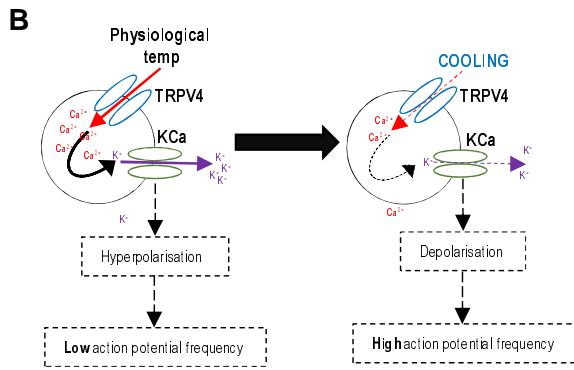 B
Physiological
temp
TRPV4
Ca²⁺
Ca²⁺
Ca²⁺
Ca²⁺
Ca²⁺
KCa
K⁺
K⁺
K⁺
K⁺
K⁺
K⁺
Hyperpolarisation
Low action potential frequency
COOLING
TRPV4
Ca²⁺
Ca²⁺
KCa
K⁺
K⁺
K⁺
Ca²⁺
Depolarisation
High action potential frequency